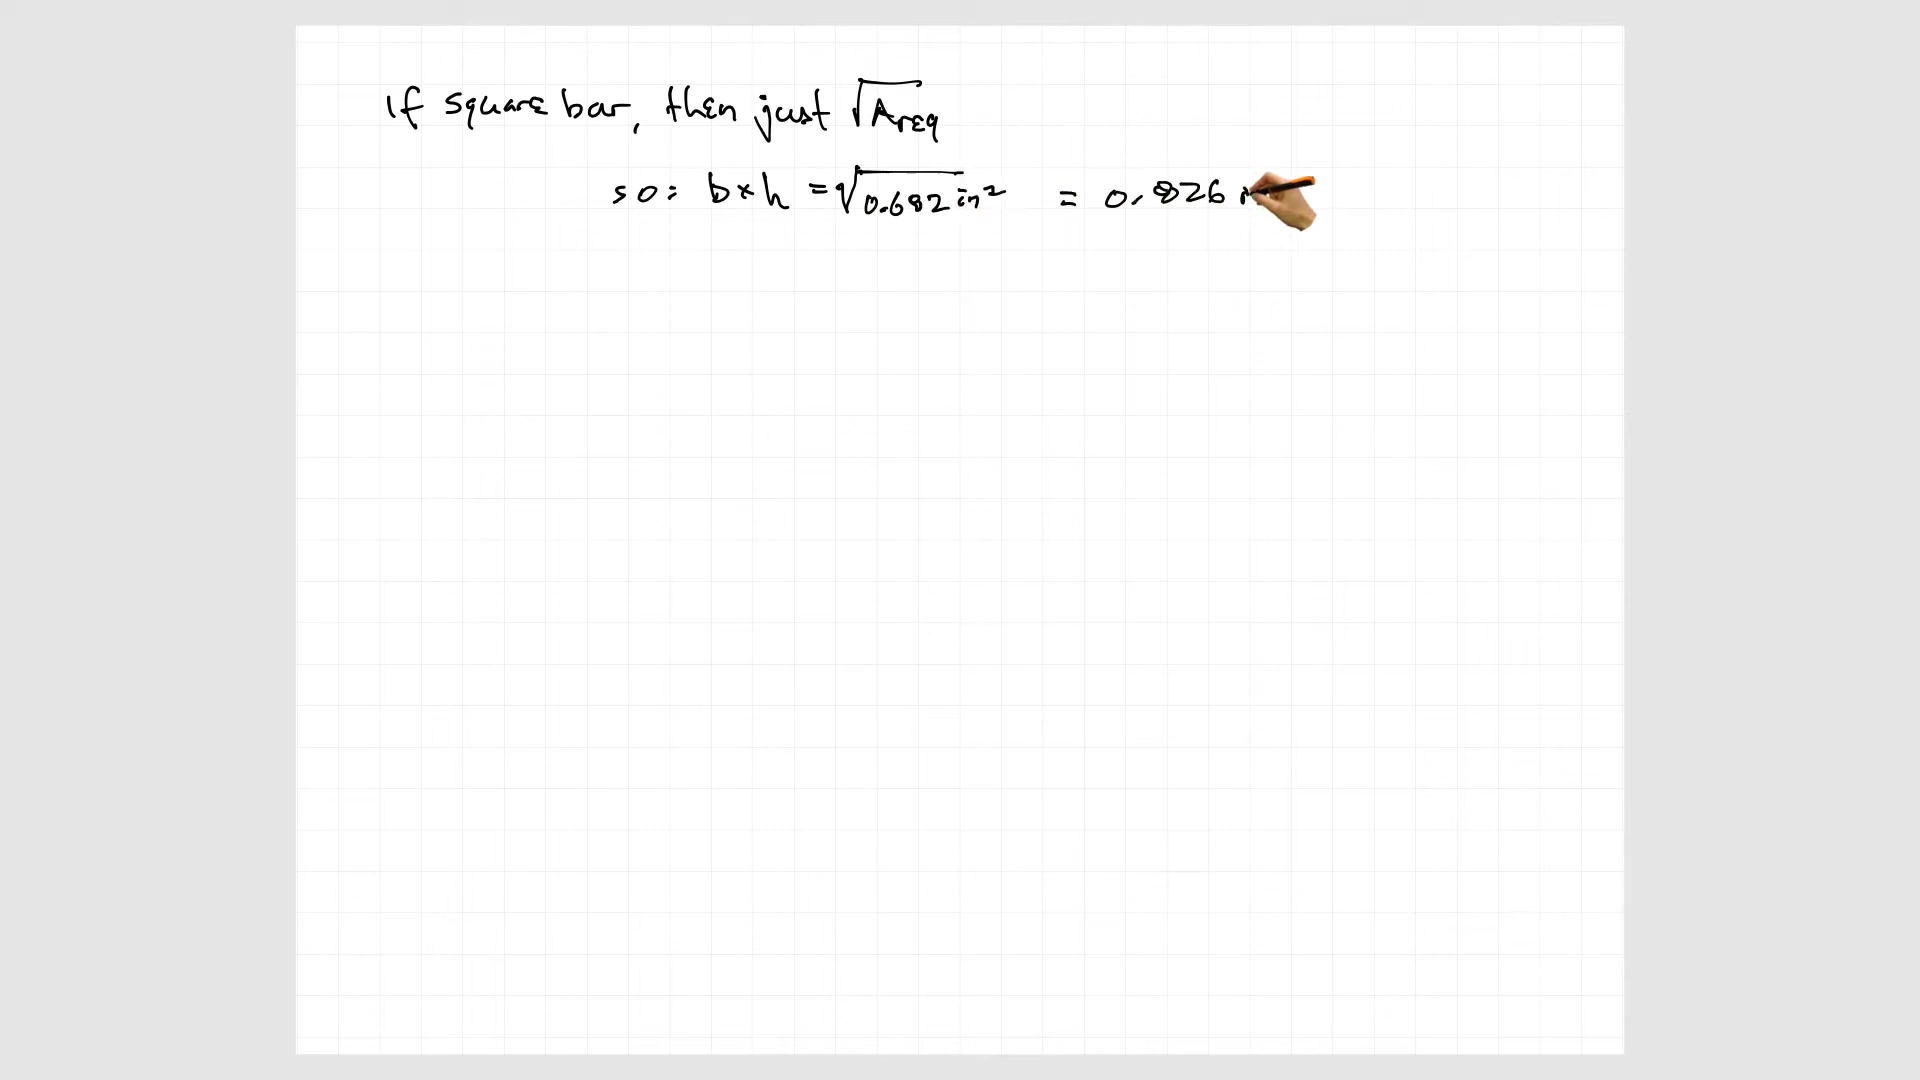 If square bar, then just √Areq
so: b×h = √0.682 in² = 0.826